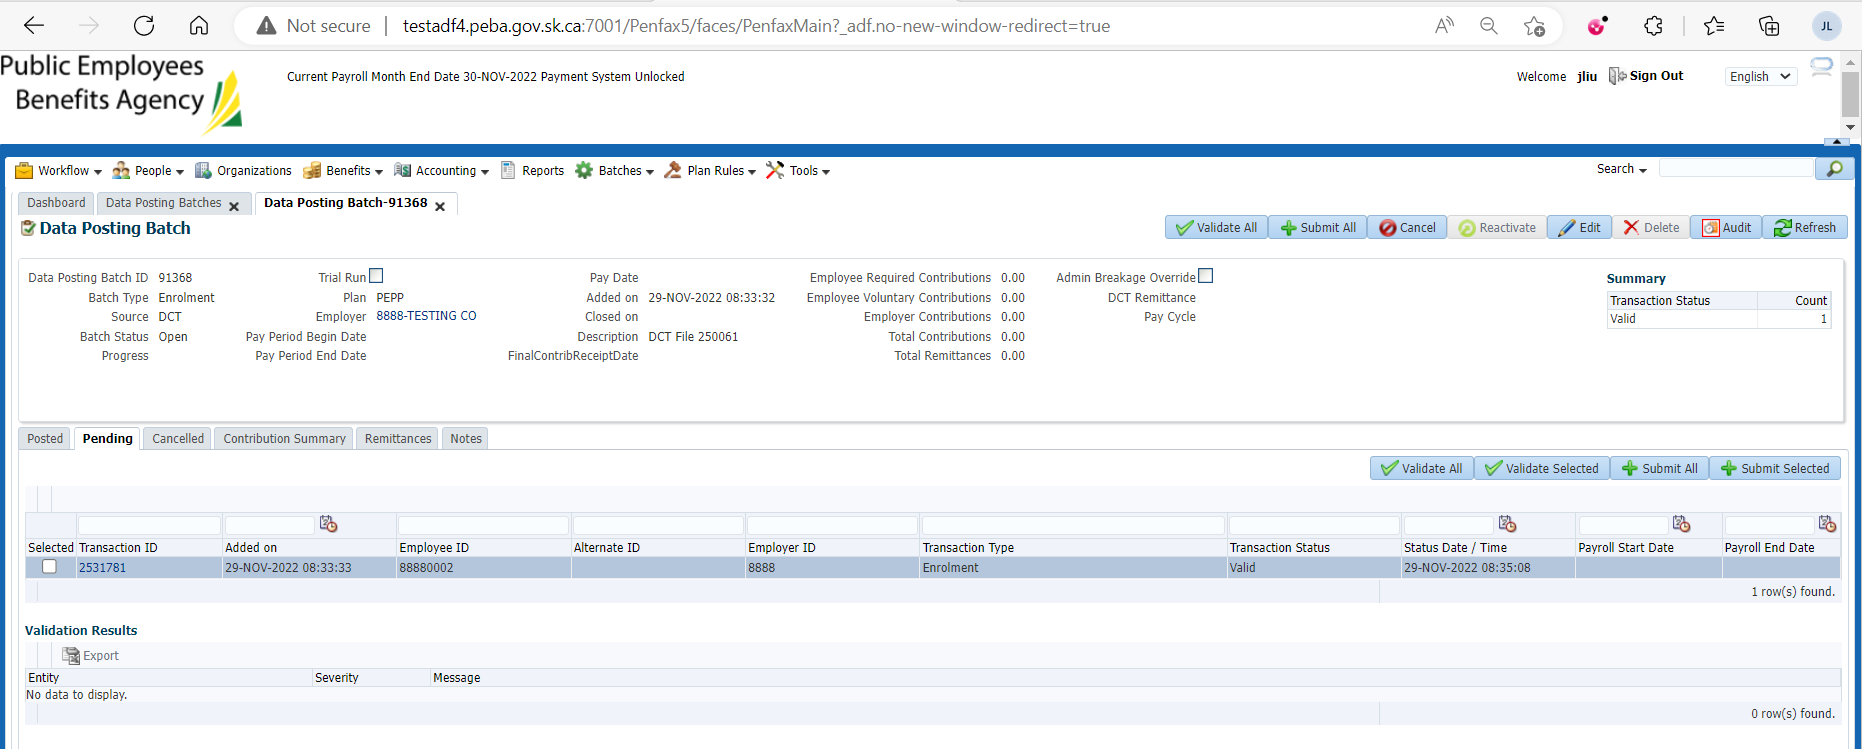 Not secure | testadf4.peba.gov.sk.ca:7001/Penfax5/faces/PenfaxMain?_adf.no-new-window-redirect=true JL
Public Employees
Benefits Agency
Current Payroll Month End Date 30-NOV-2022 Payment System Unlocked
Welcome jliu Sign Out English
Workflow People Organizations Benefits Accounting Reports Batches Plan Rules Tools Search
Dashboard Data Posting Batches Data Posting Batch-91368
Data Posting Batch
Validate All Submit All Cancel Reactivate Edit Delete Audit Refresh
Data Posting Batch ID 91368 Trial Run Pay Date Employee Required Contributions 0.00 Admin Breakage Override Summary
Batch Type Enrolment Plan PEPP Added on 29-NOV-2022 08:33:32 Employee Voluntary Contributions 0.00 DCT Remittance Transaction Status Count
Source DCT Employer 8888-TESTING CO Closed on Employer Contributions 0.00 Pay Cycle Valid 1
Batch Status Open Pay Period Begin Date Description DCT File 250061 Total Contributions 0.00
Progress Pay Period End Date FinalContribReceiptDate Total Remittances 0.00
Posted Pending Cancelled Contribution Summary Remittances Notes
Validate All Validate Selected Submit All Submit Selected
Selected Transaction ID Added on Employee ID Alternate ID Employer ID Transaction Type Transaction Status Status Date / Time Payroll Start Date Payroll End Date
2531781 29-NOV-2022 08:33:33 88880002 8888 Enrolment Valid 29-NOV-2022 08:35:08
1 row(s) found.
Validation Results
Export
Entity Severity Message
No data to display.
0 row(s) found.